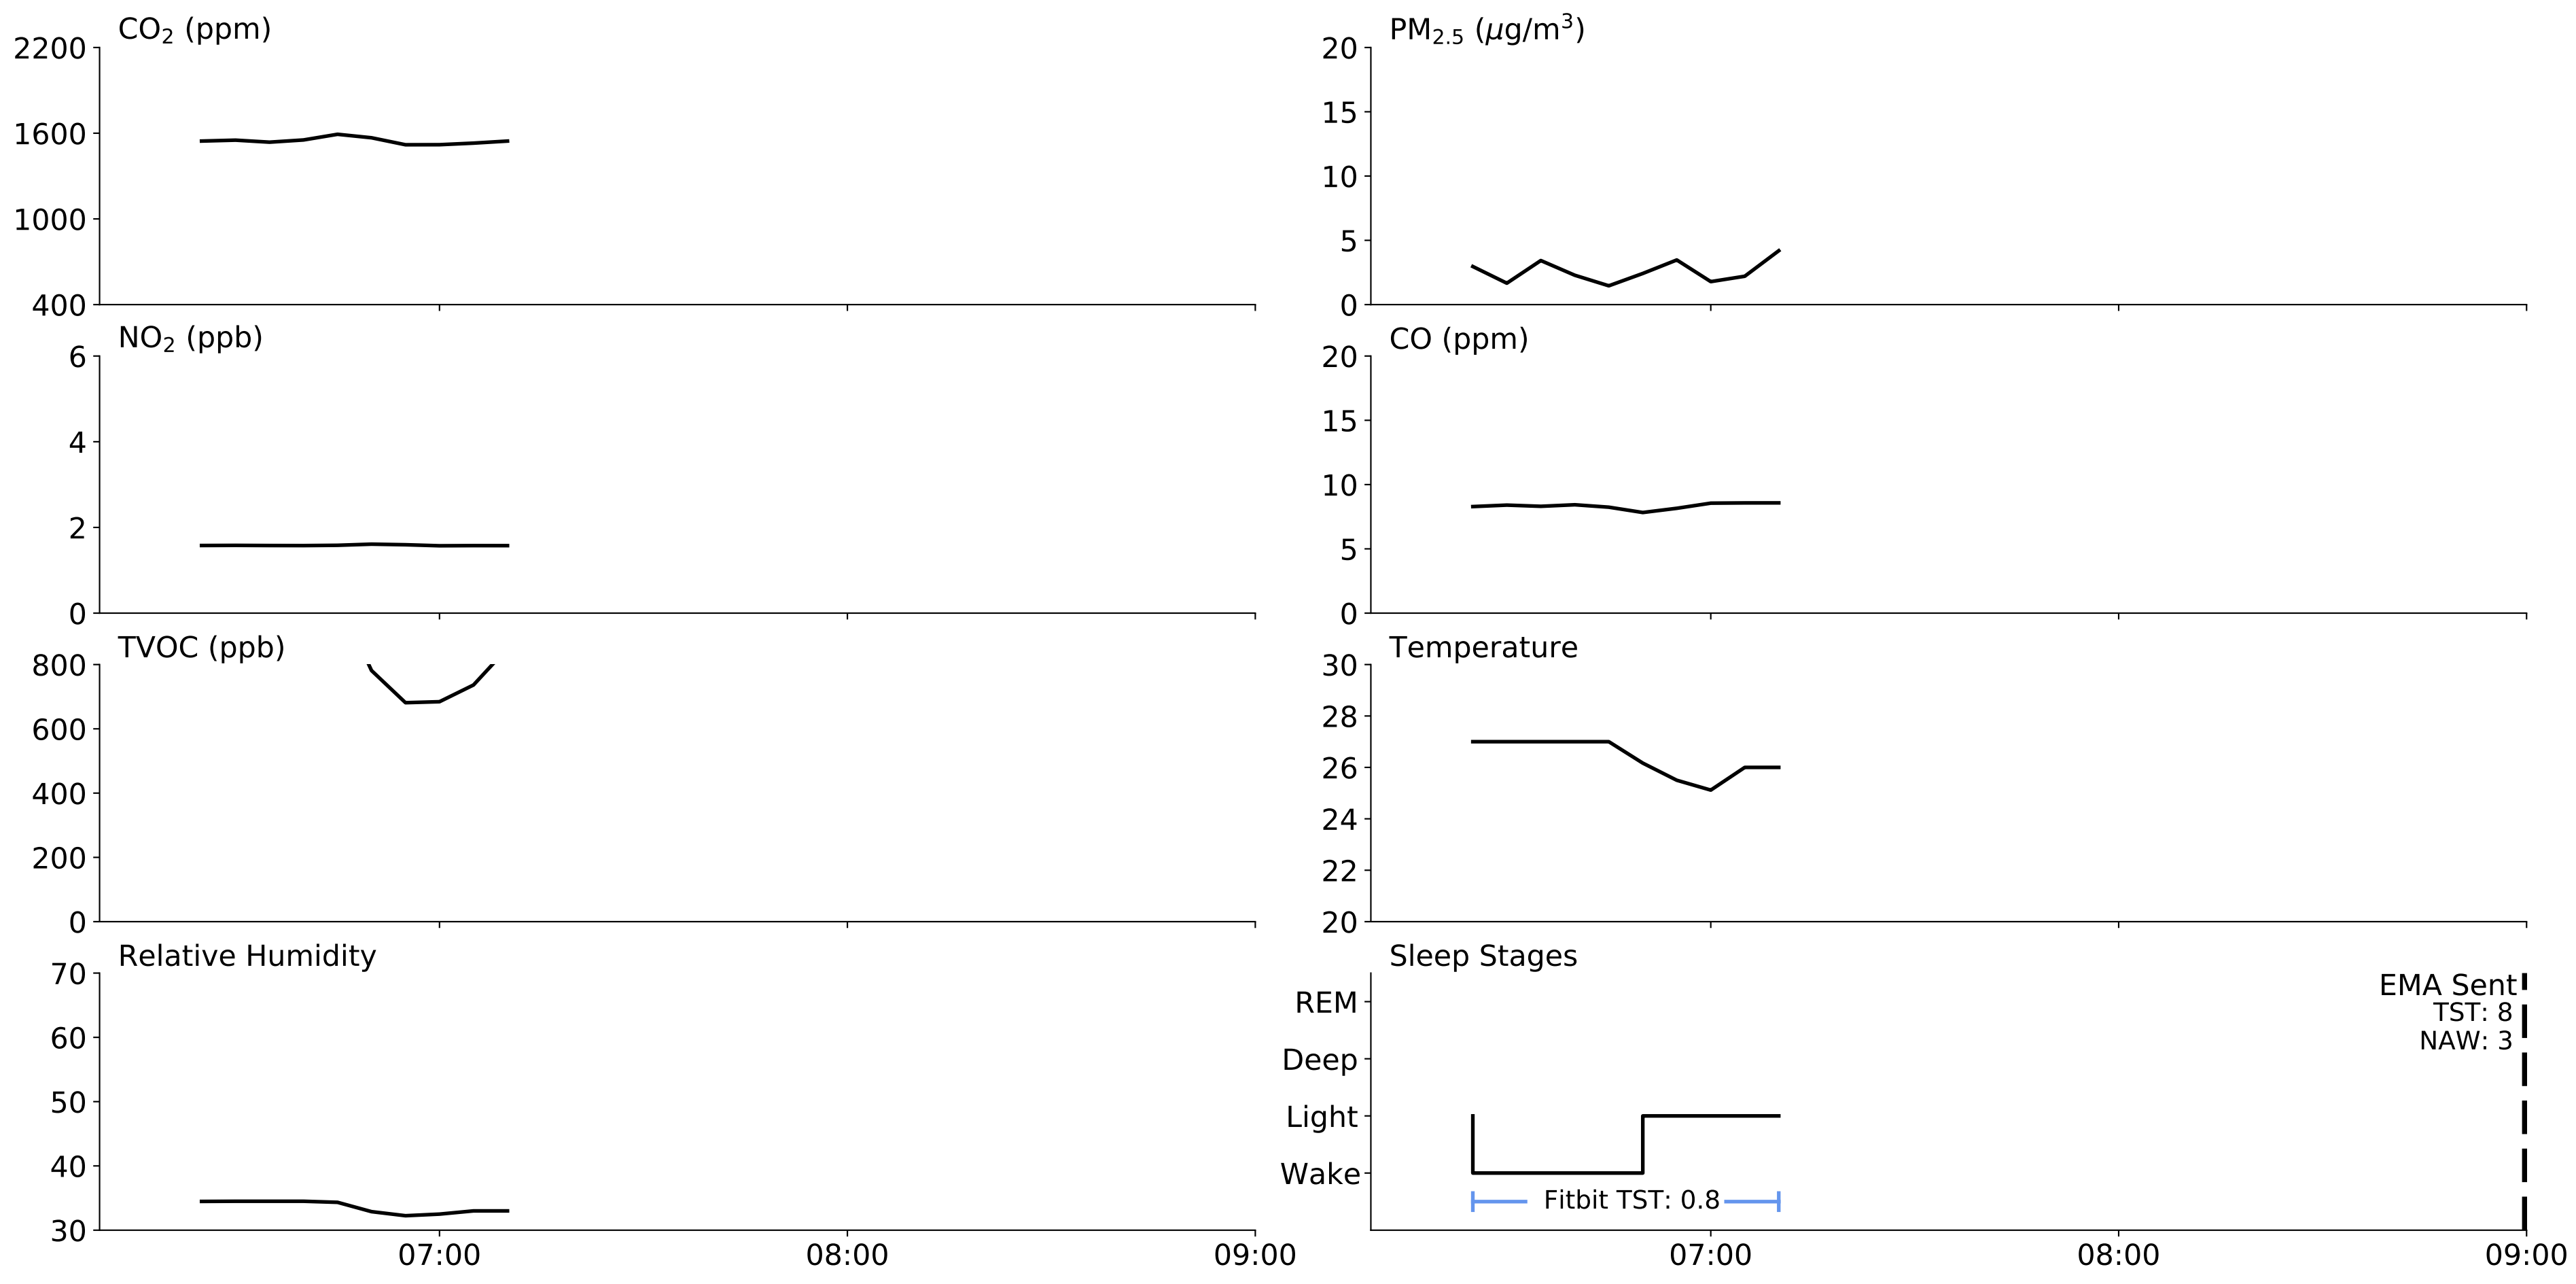 CO₂ (ppm)
2200
1600
1000
400
PM₂.₅ (μg/m³)
20
15
10
5
0
NO₂ (ppb)
6
4
2
0
CO (ppm)
20
15
10
5
0
TVOC (ppb)
800
600
400
200
0
Temperature
30
28
26
24
22
20
Relative Humidity
70
60
50
40
30
07:00 08:00 09:00
Sleep Stages
REM
Deep
Light
Wake
EMA Sent
TST: 8
NAW: 3
Fitbit TST: 0.8
07:00 08:00 09:00